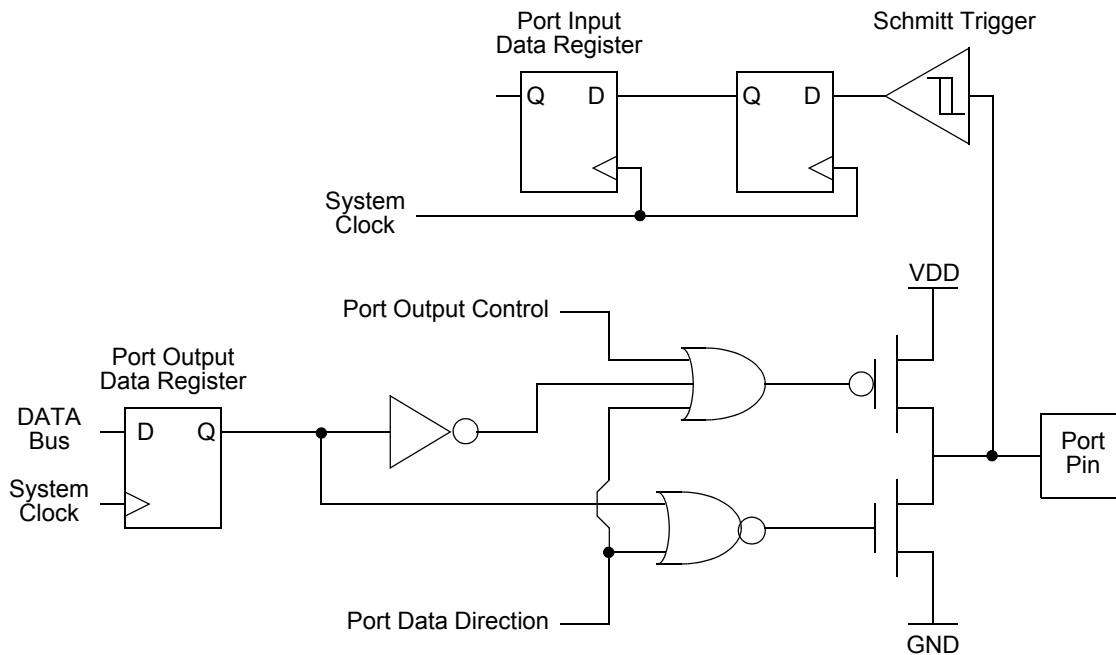 Port Input
Data Register
Schmitt Trigger
Q D
Q D
System
Clock
VDD
Port Output Control
Port Output
Data Register
DATA
Bus
D Q
System
Clock
Port
Pin
Port Data Direction
GND